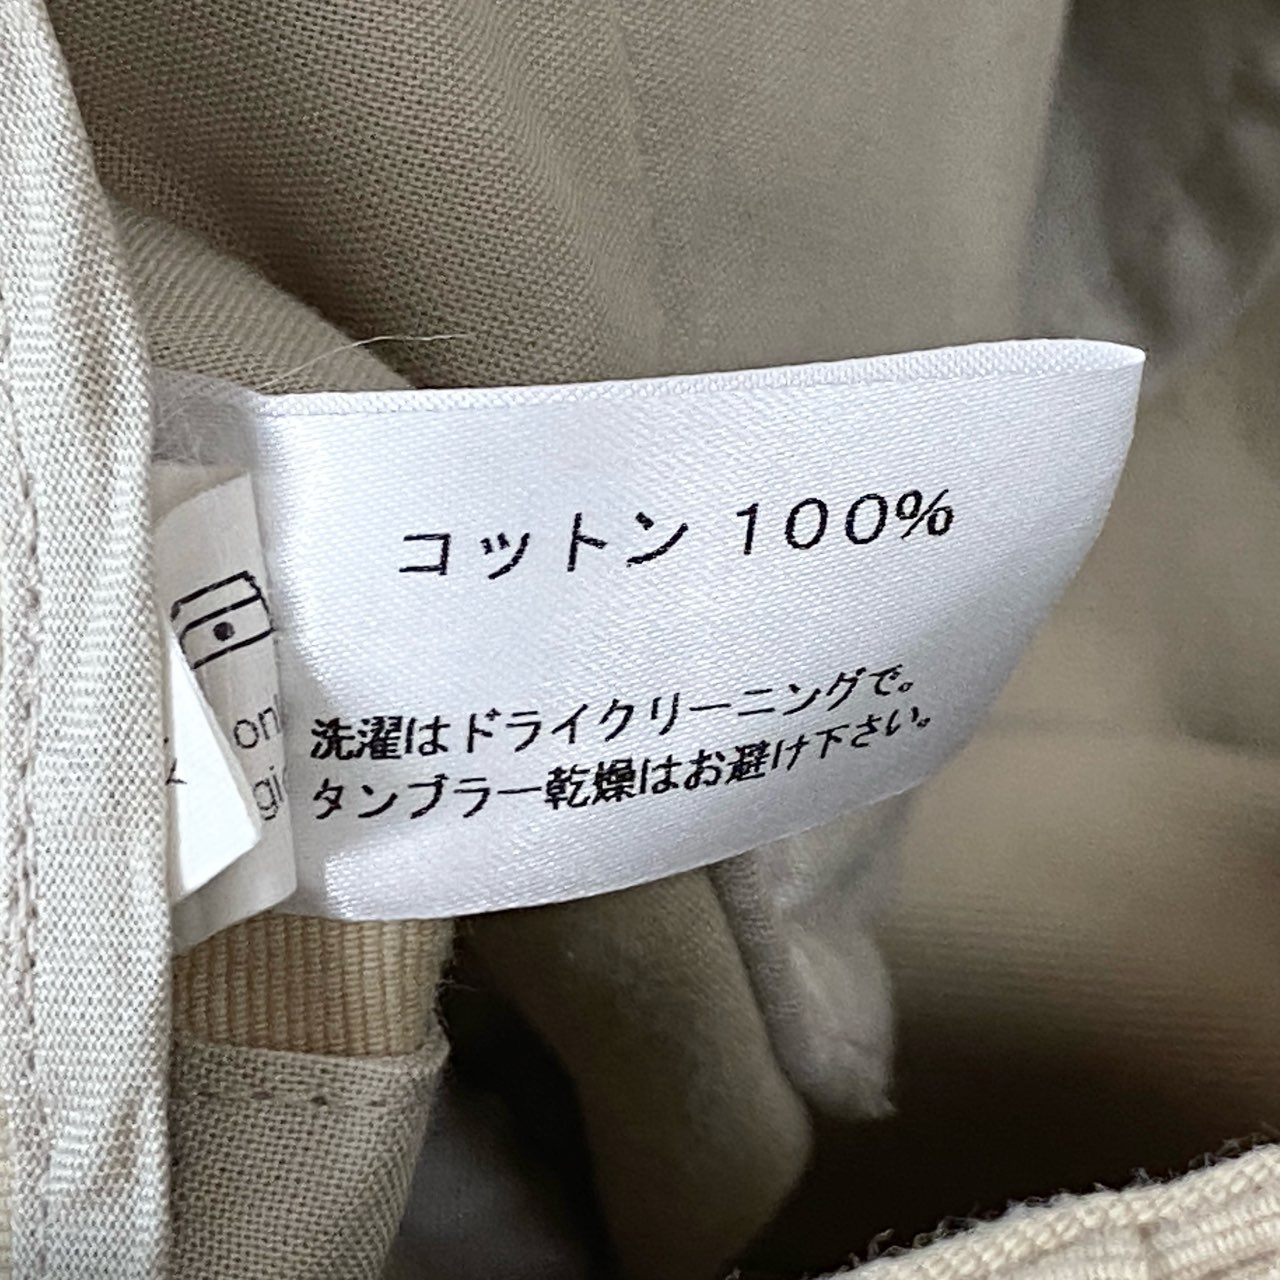 コットン 100%
洗濯はドライクリーニングで。
タンブラー乾燥はお避け下さい。